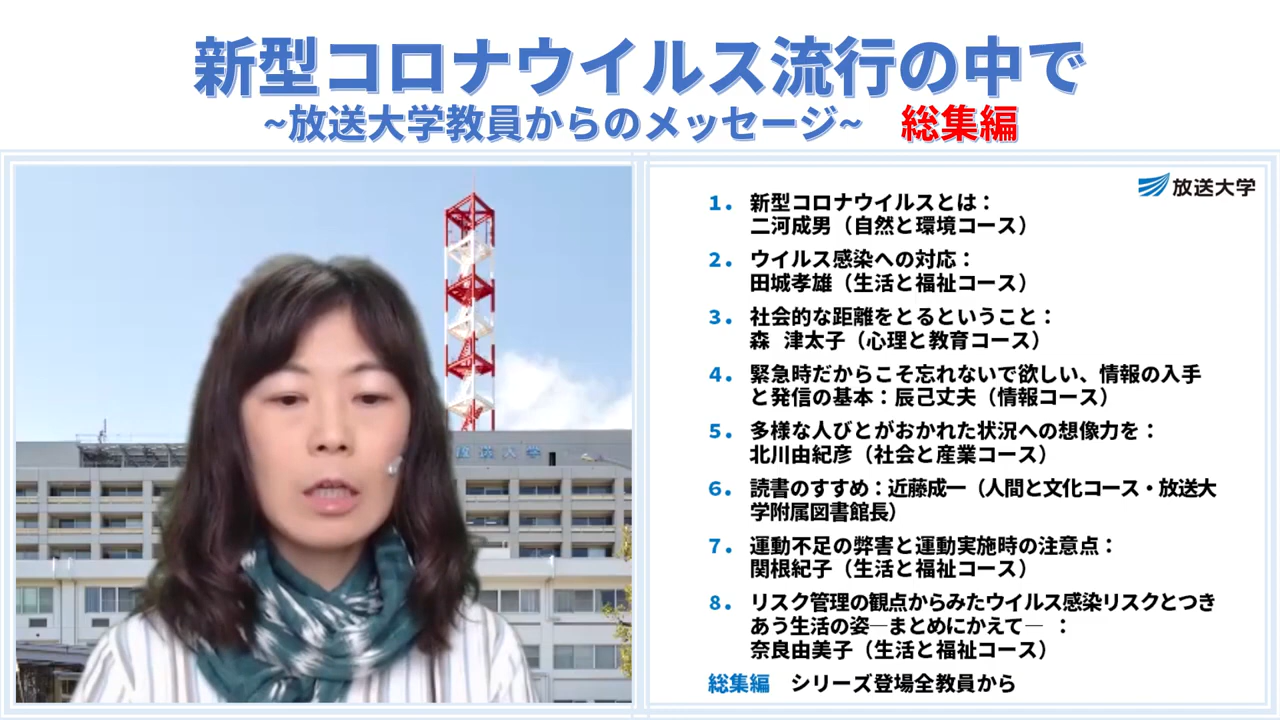 新型コロナウイルス流行の中で
~放送大学教員からのメッセージ~ 総集編
放送大学
1. 新型コロナウイルスとは：
二河成男（自然と環境コース）
2. ウイルス感染への対応：
田城孝雄（生活と福祉コース）
3. 社会的な距離をとるということ：
森 津太子（心理と教育コース）
4. 緊急時だからこそ忘れないで欲しい、情報の入手
と発信の基本：辰己丈夫（情報コース）
5. 多様な人びとがおかれた状況への想像力を：
北川由紀彦（社会と産業コース）
6. 読書のすすめ：近藤成一（人間と文化コース・放送大
学附属図書館長）
7. 運動不足の弊害と運動実施時の注意点：
関根紀子（生活と福祉コース）
8. リスク管理の観点からみたウイルス感染リスクとつき
あう生活の姿―まとめにかえて― ：
奈良由美子（生活と福祉コース）
総集編 シリーズ登場全教員から
放送大学